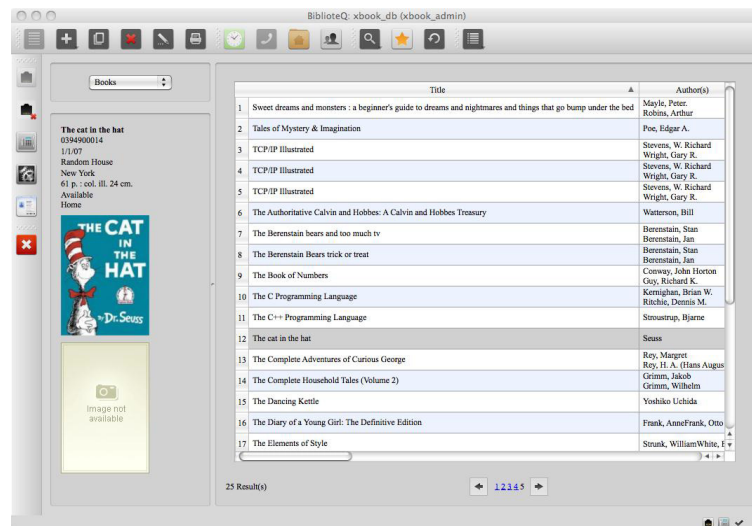 BiblioteQ: xbook_db (xbook_admin)
Books
The cat in the hat
0394900014
1/1/07
Random House
New York
61 p. : col. ill. 24 cm.
Available
Home
THE CAT
IN
THE
HAT
By Dr. Seuss
Image not
available
Title
Author(s)
1 Sweet dreams and monsters : a beginner's guide to dreams and nightmares and things that go bump under the bed
Mayle, Peter.
Robins, Arthur
2 Tales of Mystery & Imagination
Poe, Edgar A.
3 TCP/IP Illustrated
Stevens, W. Richard
Wright, Gary R.
4 TCP/IP Illustrated
Stevens, W. Richard
Wright, Gary R.
5 TCP/IP Illustrated
Stevens, W. Richard
Wright, Gary R.
6 The Authoritative Calvin and Hobbes: A Calvin and Hobbes Treasury
Watterson, Bill
7 The Berenstain bears and too much tv
Berenstain, Stan
Berenstain, Jan
8 The Berenstain Bears trick or treat
Berenstain, Stan
Berenstain, Jan
9 The Book of Numbers
Conway, John Horton
Guy, Richard K.
10 The C Programming Language
Kernighan, Brian W.
Ritchie, Dennis M.
11 The C++ Programming Language
Stroustrup, Bjarne
12 The cat in the hat
Seuss
13 The Complete Adventures of Curious George
Rey, Margret
Rey, H. A. (Hans Augus
14 The Complete Household Tales (Volume 2)
Grimm, Jakob
Grimm, Wilhelm
15 The Dancing Kettle
Yoshiko Uchida
16 The Diary of a Young Girl: The Definitive Edition
Frank, AnneFrank, Otto
17 The Elements of Style
Strunk, WilliamWhite, E
25 Result(s)
1 2 3 4 5